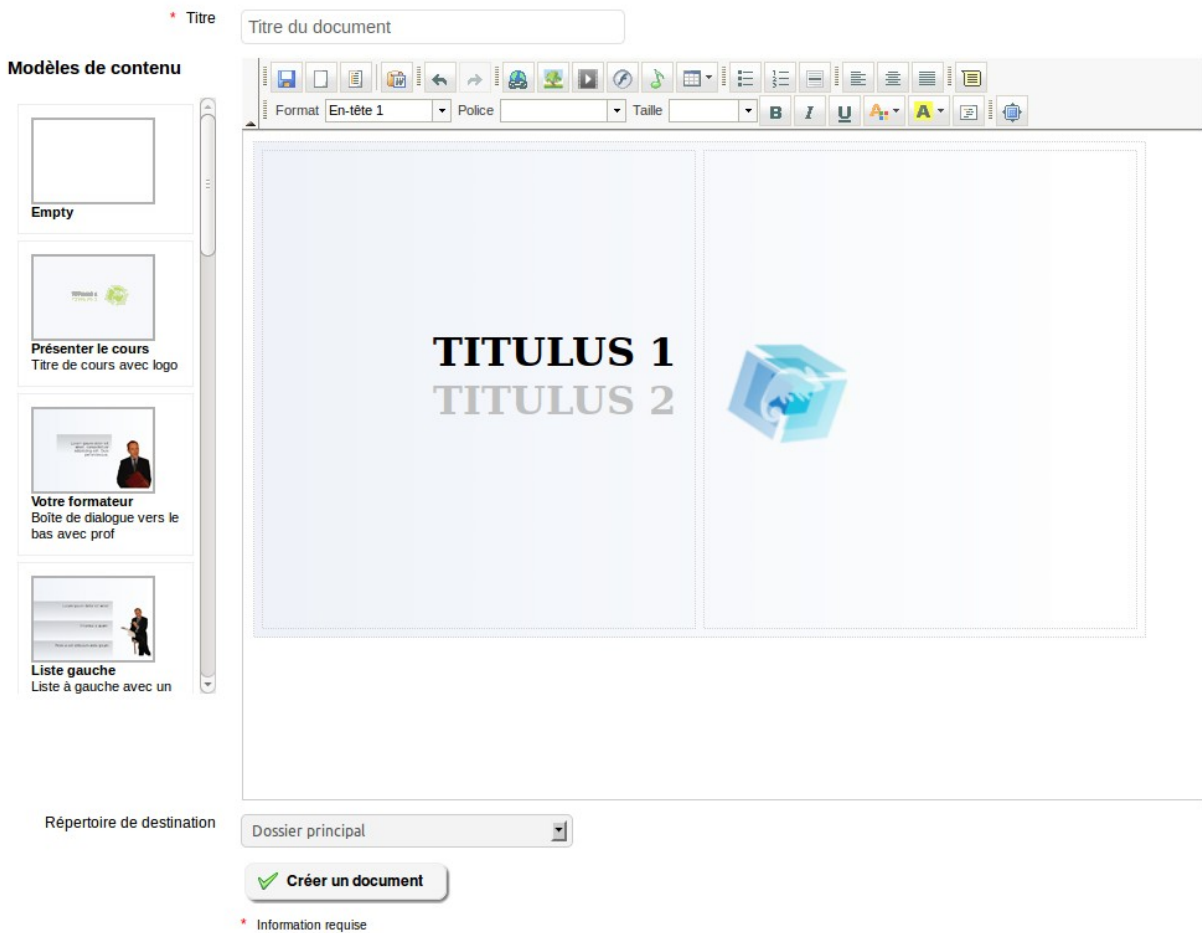 * Titre
Titre du document
Modèles de contenu
Format En-tête 1 Police Taille
B I U A A
Empty
Présenter le cours
Titre de cours avec logo
Votre formateur
Boîte de dialogue vers le
bas avec prof
Liste gauche
Liste à gauche avec un
TITULUS 1
TITULUS 2
Répertoire de destination
Dossier principal
Créer un document
* Information requise